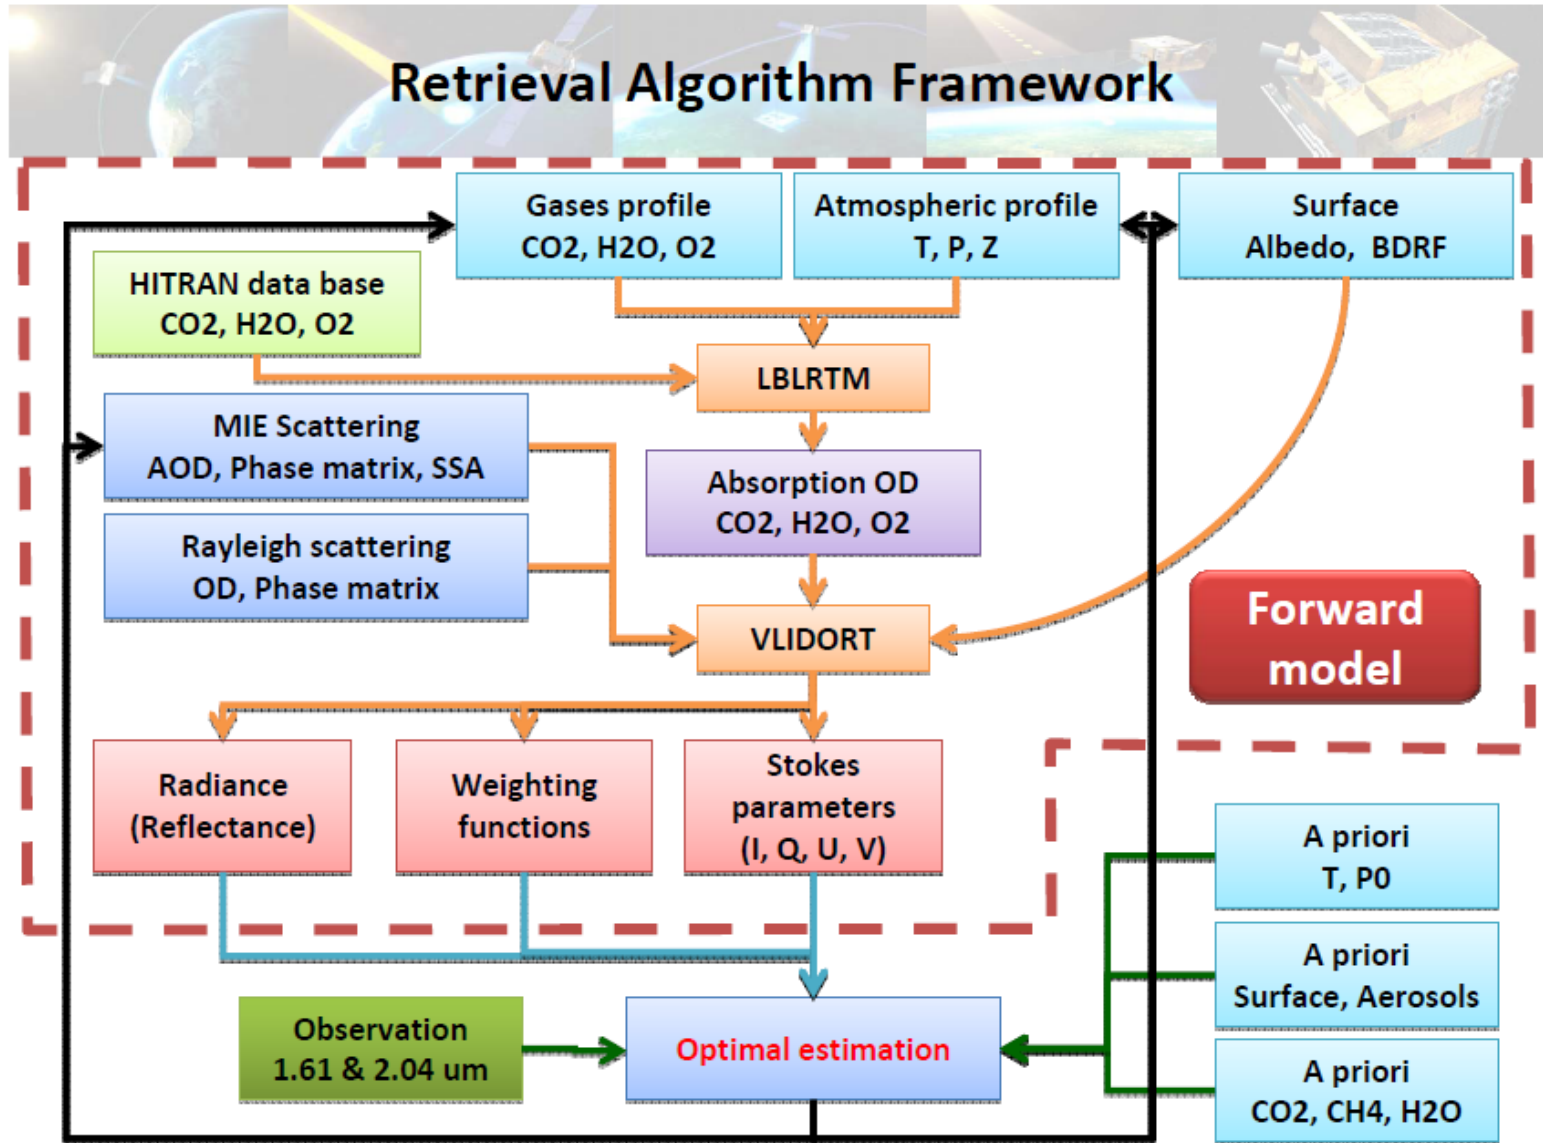 Retrieval Algorithm Framework
Gases profile
CO2, H2O, O2
Atmospheric profile
T, P, Z
Surface
Albedo, BDRF
HITRAN data base
CO2, H2O, O2
LBLRTM
MIE Scattering
AOD, Phase matrix, SSA
Absorption OD
CO2, H2O, O2
Rayleigh scattering
OD, Phase matrix
VLIDORT
Forward
model
Radiance
(Reflectance)
Weighting
functions
Stokes
parameters
(I, Q, U, V)
A priori
T, P0
A priori
Surface, Aerosols
Observation
1.61 & 2.04 um
Optimal estimation
A priori
CO2, CH4, H2O